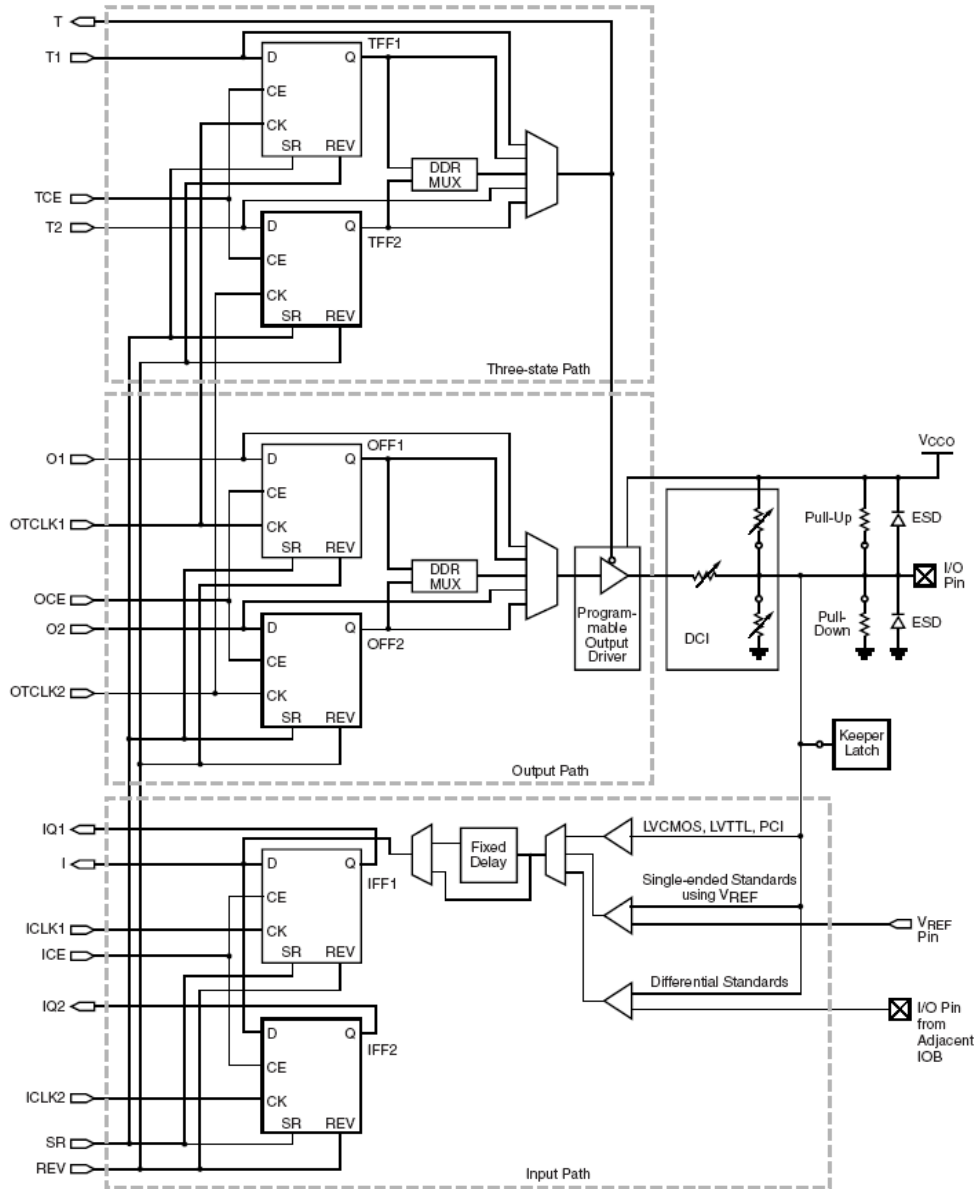 T
T1
D
Q
TFF1
CE
CK
SR
REV
DDR
MUX
TCE
T2
D
Q
TFF2
CE
CK
SR
REV
Three-state Path
O1
D
Q
OFF1
CE
OTCLK1
CK
SR
REV
DDR
MUX
OCE
O2
D
Q
OFF2
CE
OTCLK2
CK
SR
REV
Program-
mable
Output
Driver
DCI
VCCO
Pull-Up
ESD
I/O
Pin
Pull-
Down
ESD
Keeper
Latch
Output Path
IQ1
I
D
Q
IFF1
CE
ICLK1
CK
ICE
SR
REV
Fixed
Delay
LVCMOS, LVTTL, PCI
Single-ended Standards
using VREF
VREF
Pin
Differential Standards
I/O Pin
from
Adjacent
IOB
IQ2
D
Q
IFF2
CE
ICLK2
CK
SR
REV
SR
REV
Input Path